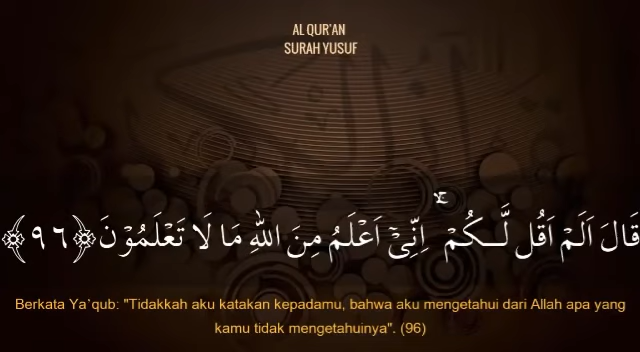 AL QUR'AN
SURAH YUSUF
قَالَ اَلَمْ اَقُل لَّـكُمْ ۚۙ اِنِّىْۤ اَعْلَمُ مِنَ اللّٰهِ مَا لَا تَعْلَمُوْنَ ﴿٩٦﴾
Berkata Ya`qub: "Tidakkah aku katakan kepadamu, bahwa aku mengetahui dari Allah apa yang
kamu tidak mengetahuinya". (96)